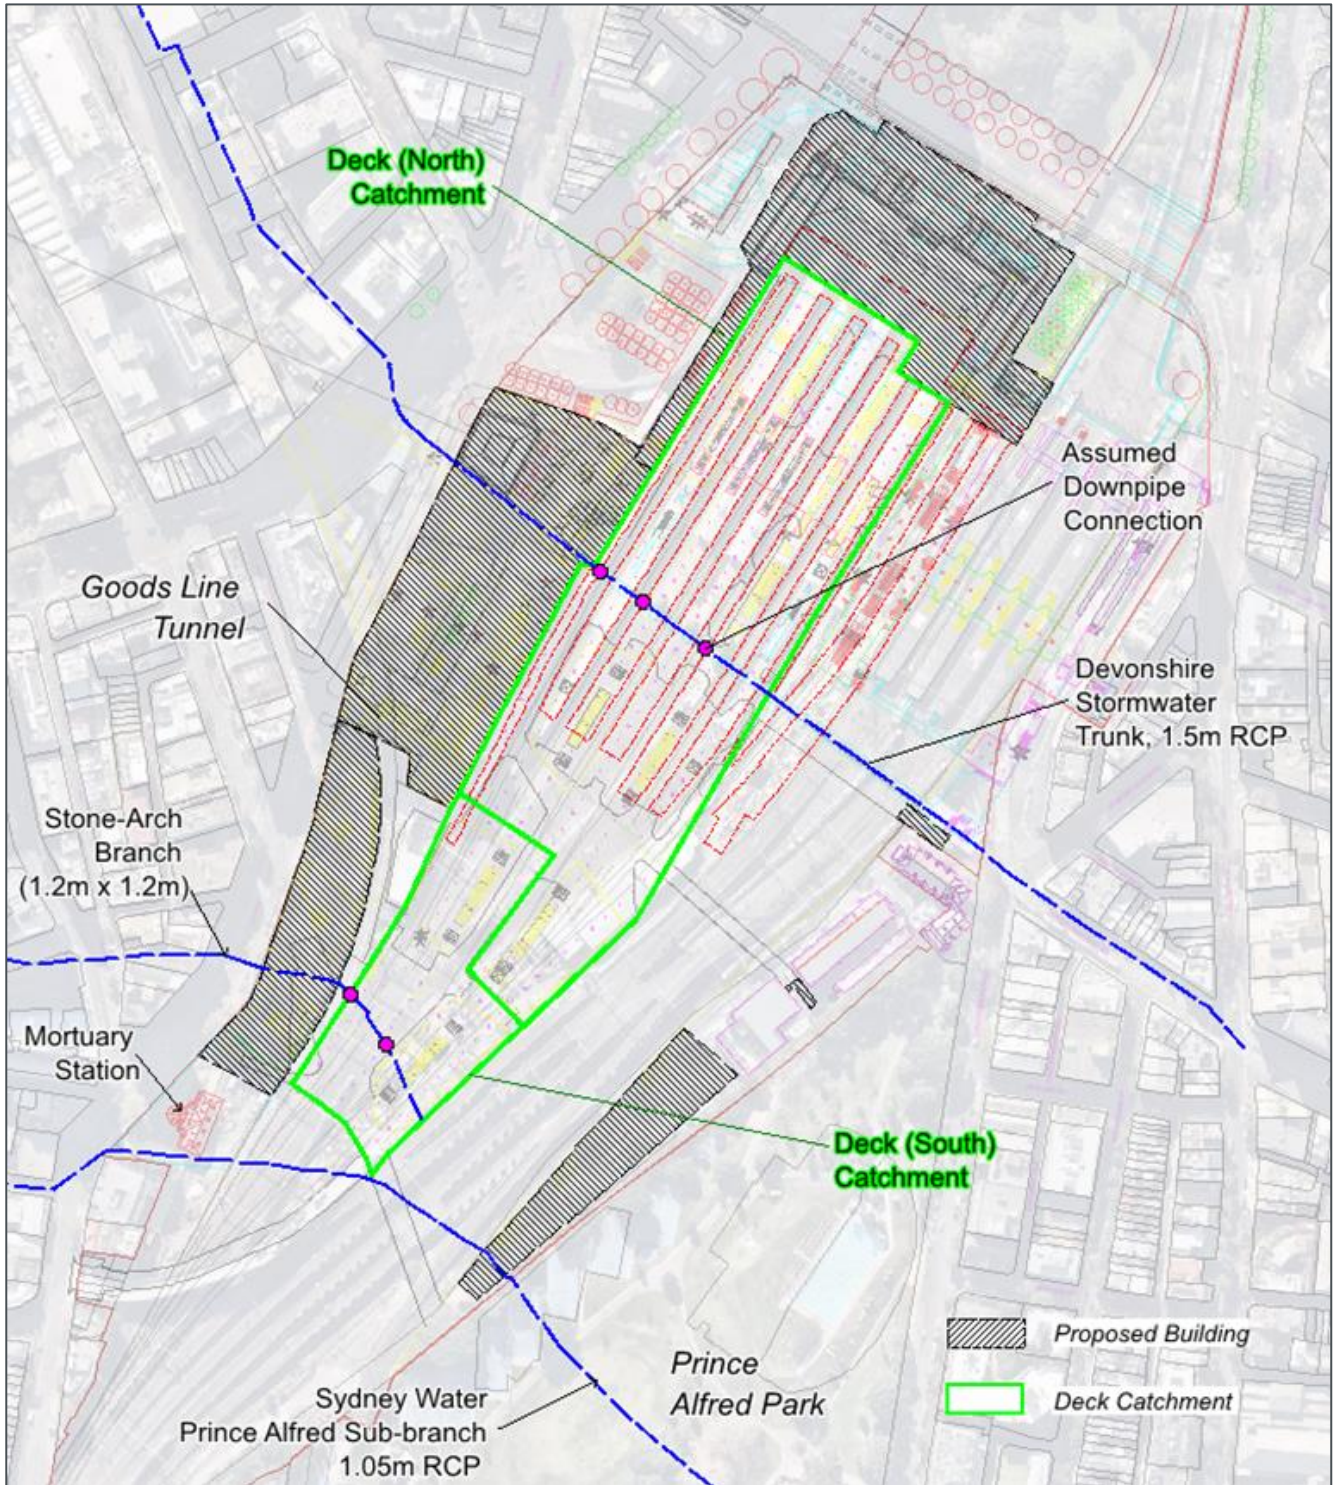 Deck (North)
Catchment
Assumed
Downpipe
Connection
Goods Line
Tunnel
Devonshire
Stormwater
Trunk, 1.5m RCP
Stone-Arch
Branch
(1.2m x 1.2m)
Mortuary
Station
Deck (South)
Catchment
Proposed Building
Prince
Alfred Park
Deck Catchment
Sydney Water
Prince Alfred Sub-branch
1.05m RCP